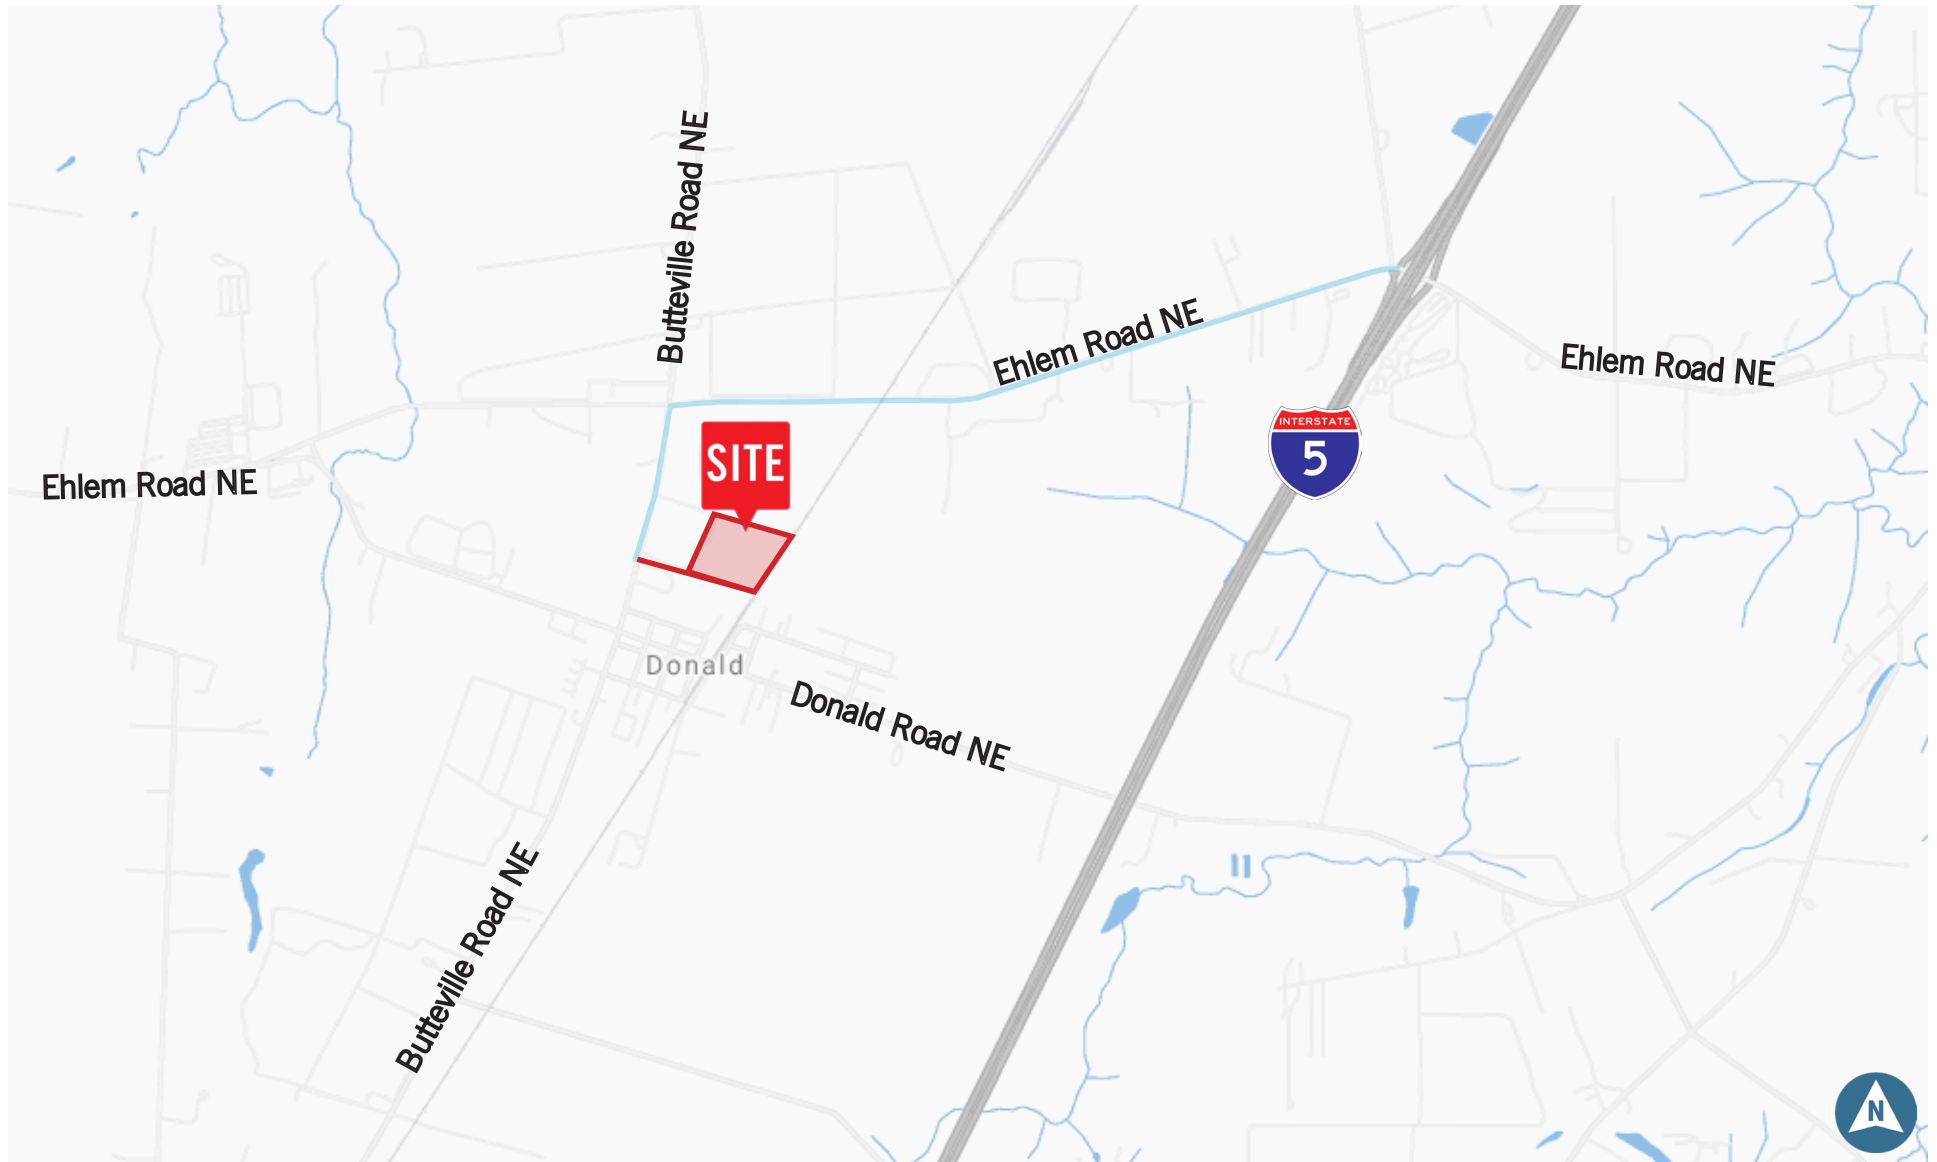 Butteville Road NE
Ehlem Road NE
Ehlem Road NE
INTERSTATE
5
SITE
Ehlem Road NE
Donald
Donald Road NE
Butteville Road NE
N